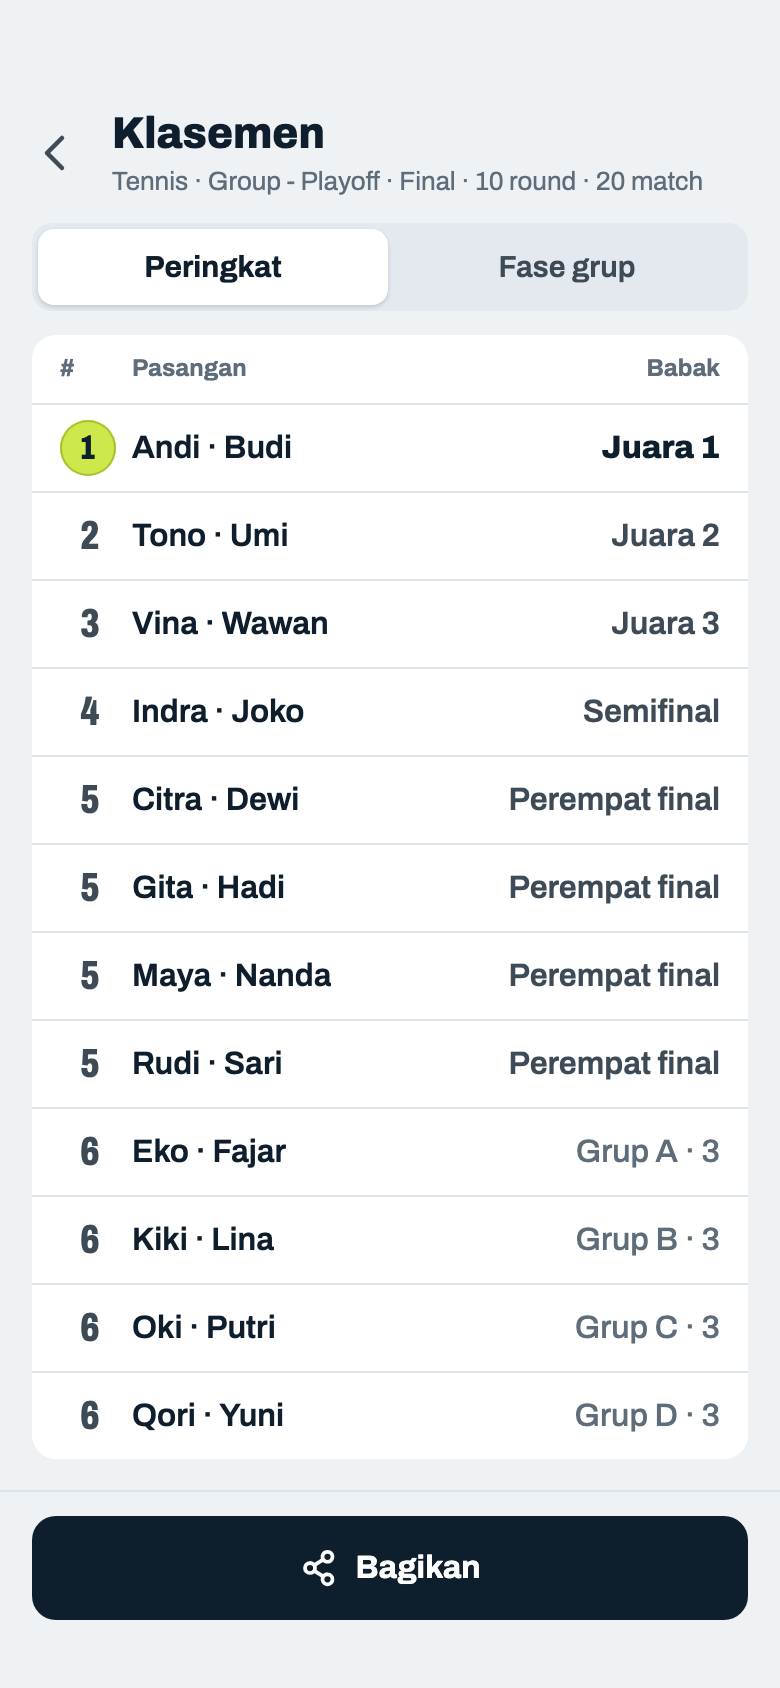 Klasemen
Tennis · Group - Playoff · Final · 10 round · 20 match
Peringkat Fase grup
# Pasangan Babak
1 Andi · Budi Juara 1
2 Tono · Umi Juara 2
3 Vina · Wawan Juara 3
4 Indra · Joko Semifinal
5 Citra · Dewi Perempat final
5 Gita · Hadi Perempat final
5 Maya · Nanda Perempat final
5 Rudi · Sari Perempat final
6 Eko · Fajar Grup A · 3
6 Kiki · Lina Grup B · 3
6 Oki · Putri Grup C · 3
6 Qori · Yuni Grup D · 3
Bagikan